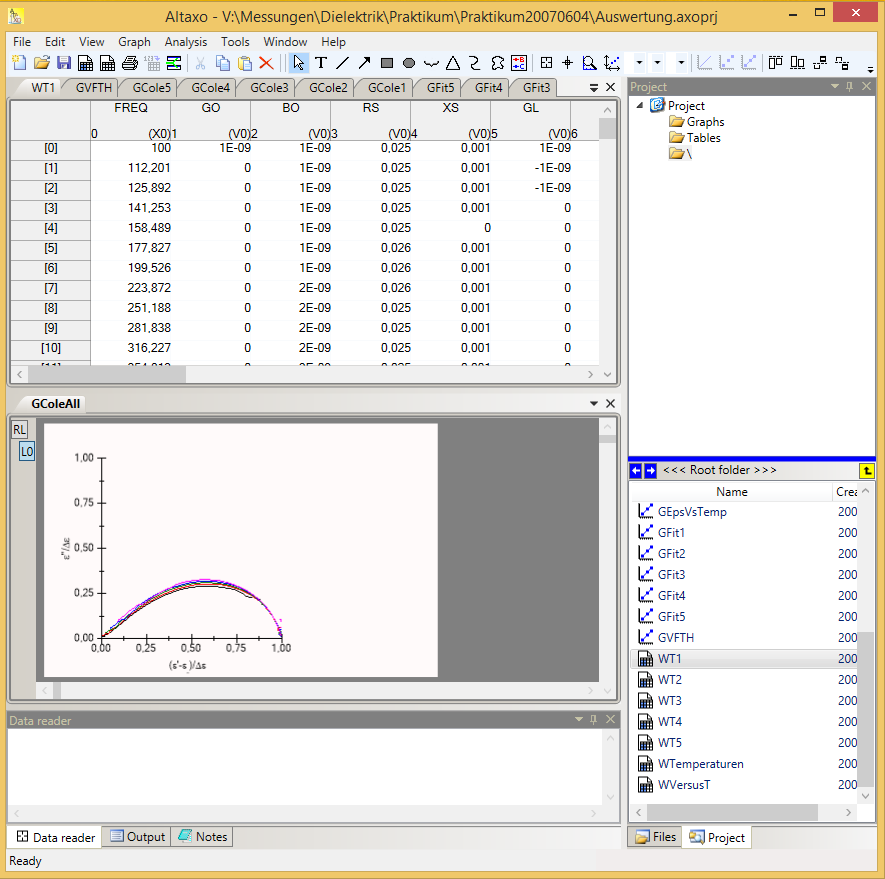 Altaxo - V:\Messungen\Dielektrik\Praktikum\Praktikum20070604\Auswertung.axoprj
File Edit View Graph Analysis Tools Window Help
WT1 GVFTH GCole5 GCole4 GCole3 GCole2 GCole1 GFit5 GFit4 GFit3
FREQ GO BO RS XS GL
0 (X0)1 (V0)2 (V0)3 (V0)4 (V0)5 (V0)6
[0] 100 1E-09 1E-09 0,025 0,001 1E-09
[1] 112,201 0 1E-09 0,025 0,001 -1E-09
[2] 125,892 0 1E-09 0,025 0,001 -1E-09
[3] 141,253 0 1E-09 0,025 0,001 0
[4] 158,489 0 1E-09 0,025 0 0
[5] 177,827 0 1E-09 0,026 0,001 0
[6] 199,526 0 1E-09 0,026 0,001 0
[7] 223,872 0 2E-09 0,026 0,001 0
[8] 251,188 0 2E-09 0,025 0,001 0
[9] 281,838 0 2E-09 0,025 0,001 0
[10] 316,227 0 2E-09 0,025 0,001 0
GColeAll
RL
L0
1,00
0,75
0,50
0,25
0,00
ε''/Δε
0,00 0,25 0,50 0,75 1,00
(ε'-ε )/Δε
Data reader
Data reader Output Notes
Ready
Project
Project
Graphs
Tables
\
<<< Root folder >>>
Name Crea
GEpsVsTemp 200
GFit1 200
GFit2 200
GFit3 200
GFit4 200
GFit5 200
GVFTH 200
WT1 200
WT2 200
WT3 200
WT4 200
WT5 200
WTemperaturen 200
WVersusT 200
Files Project